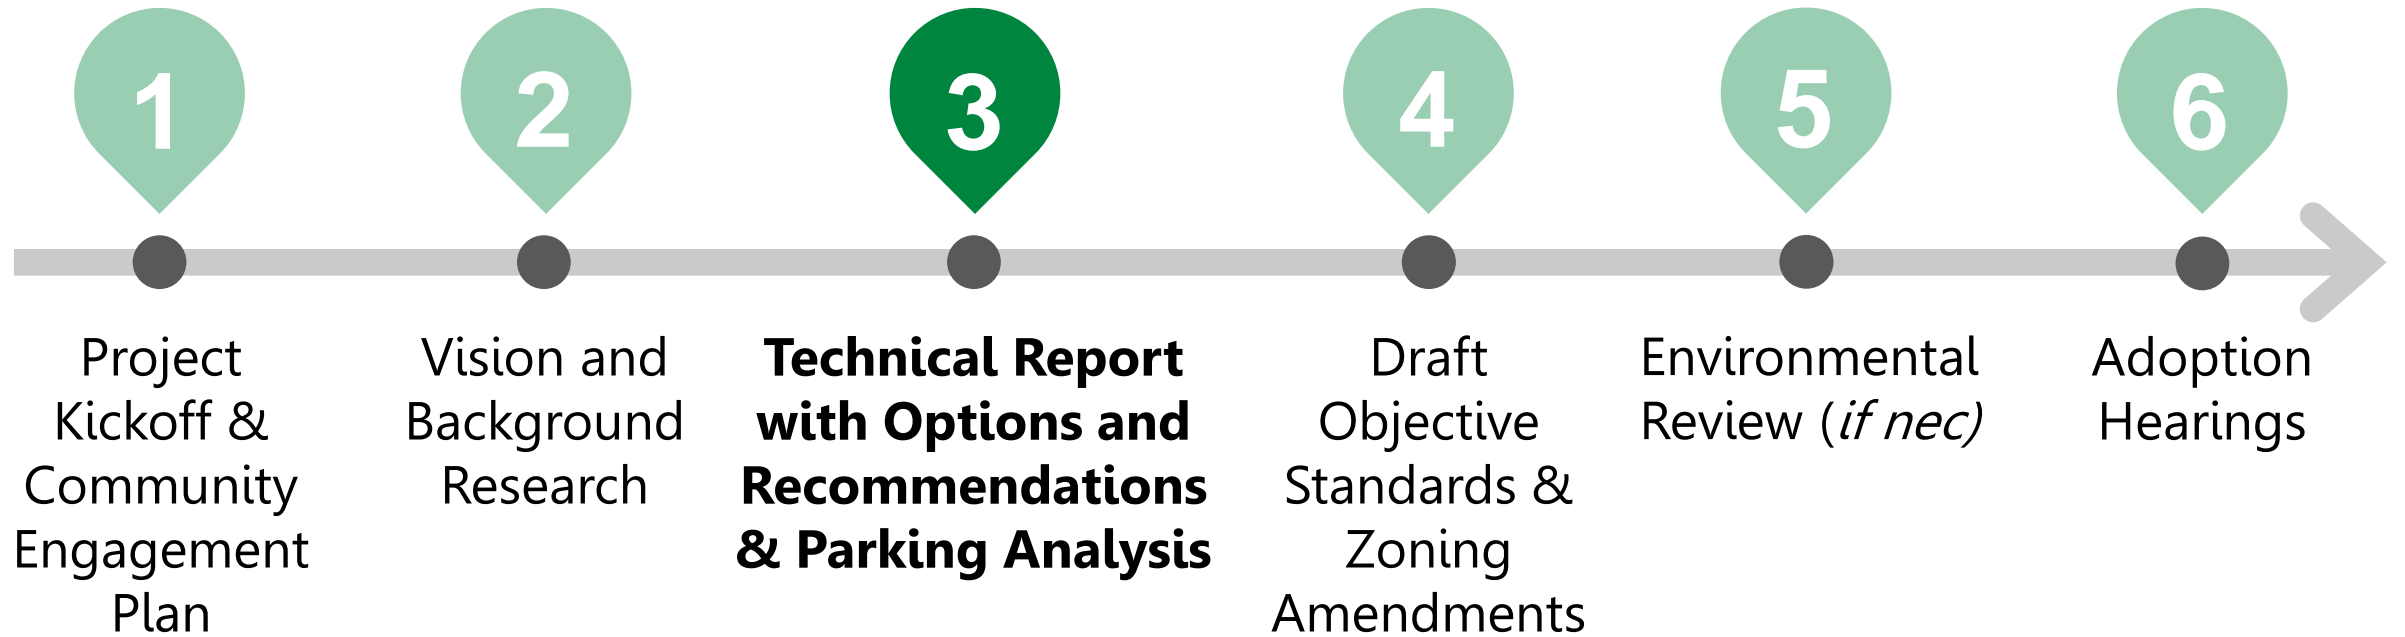 1
Project
Kickoff &
Community
Engagement
Plan
2
Vision and
Background
Research
3
Technical Report
with Options and
Recommendations
& Parking Analysis
4
Draft
Objective
Standards &
Zoning
Amendments
5
Environmental
Review (if nec)
6
Adoption
Hearings